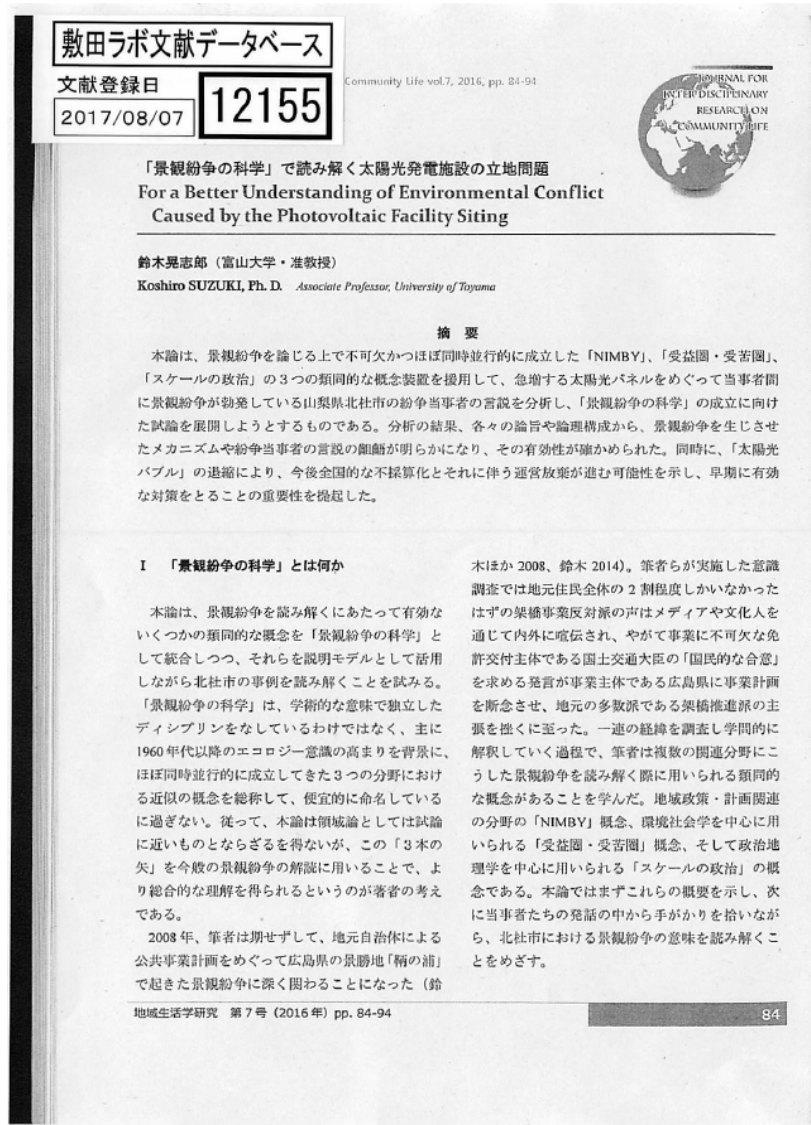 敷田ラボ文献データベース
文献登録日
2017/08/07
12155
Community Life vol.7, 2016, pp. 84-94
JOURNAL FOR
INTERDISCIPLINARY
RESEARCH ON
COMMUNITY LIFE
「景観紛争の科学」で読み解く太陽光発電施設の立地問題
For a Better Understanding of Environmental Conflict
Caused by the Photovoltaic Facility Siting
鈴木晃志郎（富山大学・准教授）
Koshiro SUZUKI, Ph. D. Associate Professor, University of Toyama
摘 要
本論は、景観紛争を論じる上で不可欠かつほぼ同時並行的に成立した「NIMBY」、「受益圏・受苦圏」、
「スケールの政治」の３つの類同的な概念装置を援用して、急増する太陽光パネルをめぐって当事者間
に景観紛争が勃発している山梨県北杜市の紛争当事者の言説を分析し、「景観紛争の科学」の成立に向け
た試論を展開しようとするものである。分析の結果、各々の論旨や論理構成から、景観紛争を生じさせ
たメカニズムや紛争当事者の言説の齟齬が明らかになり、その有効性が確かめられた。同時に、「太陽光
バブル」の退縮により、今後全国的な不採算化とそれに伴う運営放棄が進む可能性を示し、早期に有効
な対策をとることの重要性を提起した。
I 「景観紛争の科学」とは何か
本論は、景観紛争を読み解くにあたって有効な
いくつかの類同的な概念を「景観紛争の科学」と
して統合しつつ、それらを説明モデルとして活用
しながら北杜市の事例を読み解くことを試みる。
「景観紛争の科学」は、学術的な意味で独立した
ディシプリンをなしているわけではなく、主に
1960 年代以降のエコロジー意識の高まりを背景に、
ほぼ同時並行的に成立してきた３つの分野におけ
る近似の概念を総称して、便宜的に命名している
に過ぎない。従って、本論は領域論としては試論
に近いものとならざるを得ないが、この「３本の
矢」を今般の景観紛争の解読に用いることで、よ
り総合的な理解を得られるというのが著者の考え
である。
2008 年、筆者は期せずして、地元自治体による
公共事業計画をめぐって広島県の景勝地「鞆の浦」
で起きた景観紛争に深く関わることになった（鈴
木ほか 2008、鈴木 2014）。筆者らが実施した意識
調査では地元住民全体の 2 割程度しかいなかった
はずの架橋事業反対派の声はメディアや文化人を
通じて内外に喧伝され、やがて事業に不可欠な免
許交付主体である国土交通大臣の「国民的な合意」
を求める発言が事業主体である広島県に事業計画
を断念させ、地元の多数派である架橋推進派の主
張を挫くに至った。一連の経緯を調査し学問的に
解釈していく過程で、筆者は複数の関連分野にこ
うした景観紛争を読み解く際に用いられる類同的
な概念があることを学んだ。地域政策・計画関連
の分野の「NIMBY」概念、環境社会学を中心に用
いられる「受益圏・受苦圏」概念、そして政治地
理学を中心に用いられる「スケールの政治」の概
念である。本論ではまずこれらの概要を示し、次
に当事者たちの発話の中から手がかりを拾いなが
ら、北杜市における景観紛争の意味を読み解くこ
とをめざす。
地域生活学研究 第７号（2016 年）pp. 84-94
84